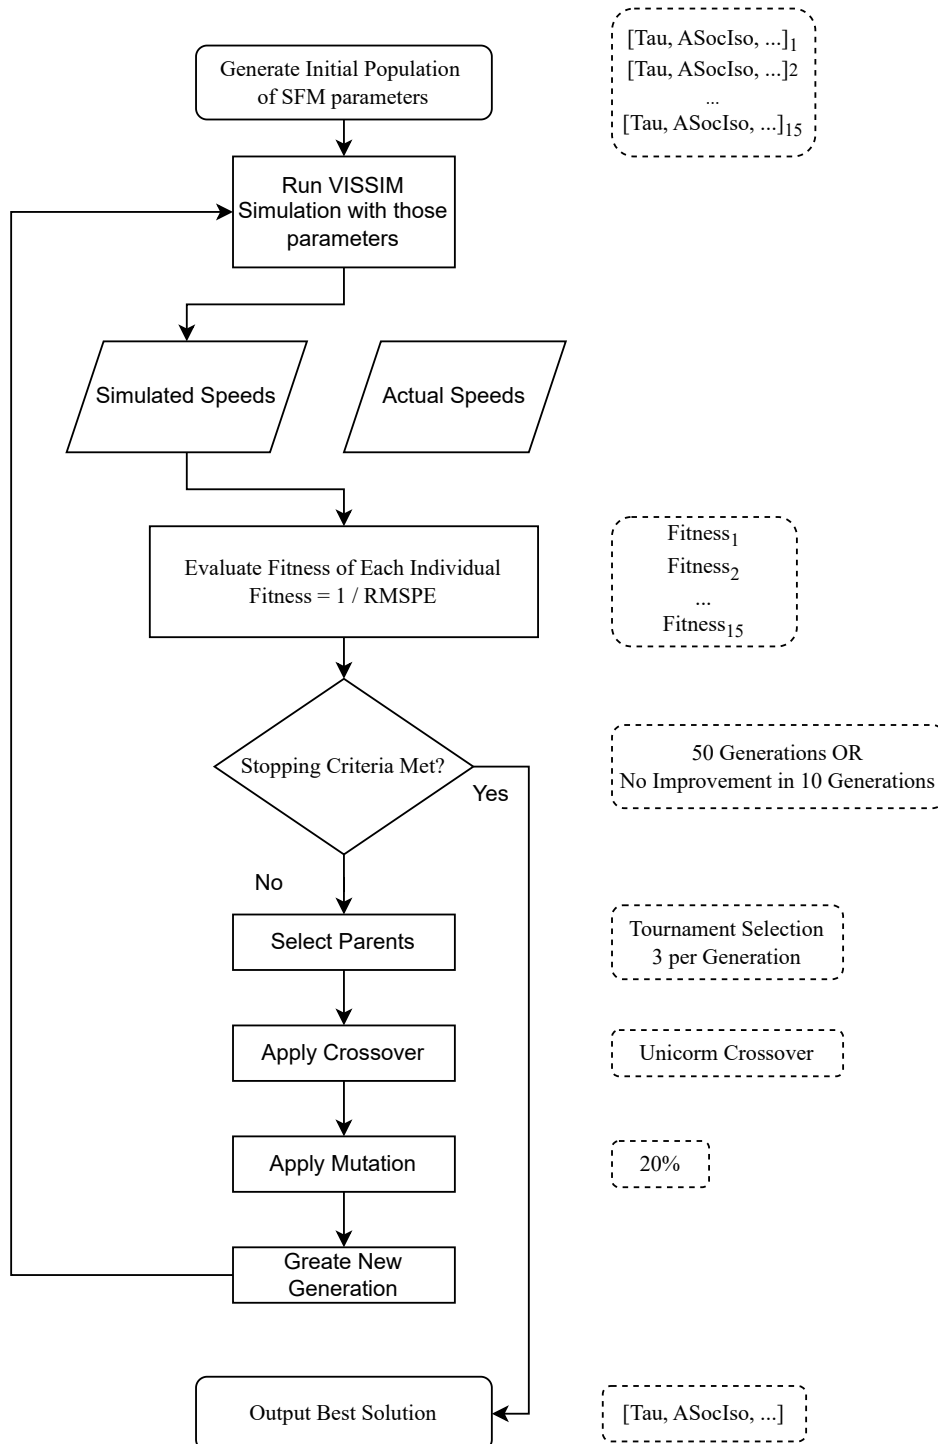 Generate Initial Population
of SFM parameters
[Tau, ASocIso, ...]1
[Tau, ASocIso, ...]2
...
[Tau, ASocIso, ...]15
Run VISSIM
Simulation with those
parameters
Simulated Speeds
Actual Speeds
Evaluate Fitness of Each Individual
Fitness = 1 / RMSPE
Fitness1
Fitness2
...
Fitness15
Stopping Criteria Met?
Yes
No
50 Generations OR
No Improvement in 10 Generations
Select Parents
Tournament Selection
3 per Generation
Apply Crossover
Unicorm Crossover
Apply Mutation
20%
Greate New
Generation
Output Best Solution
[Tau, ASocIso, ...]